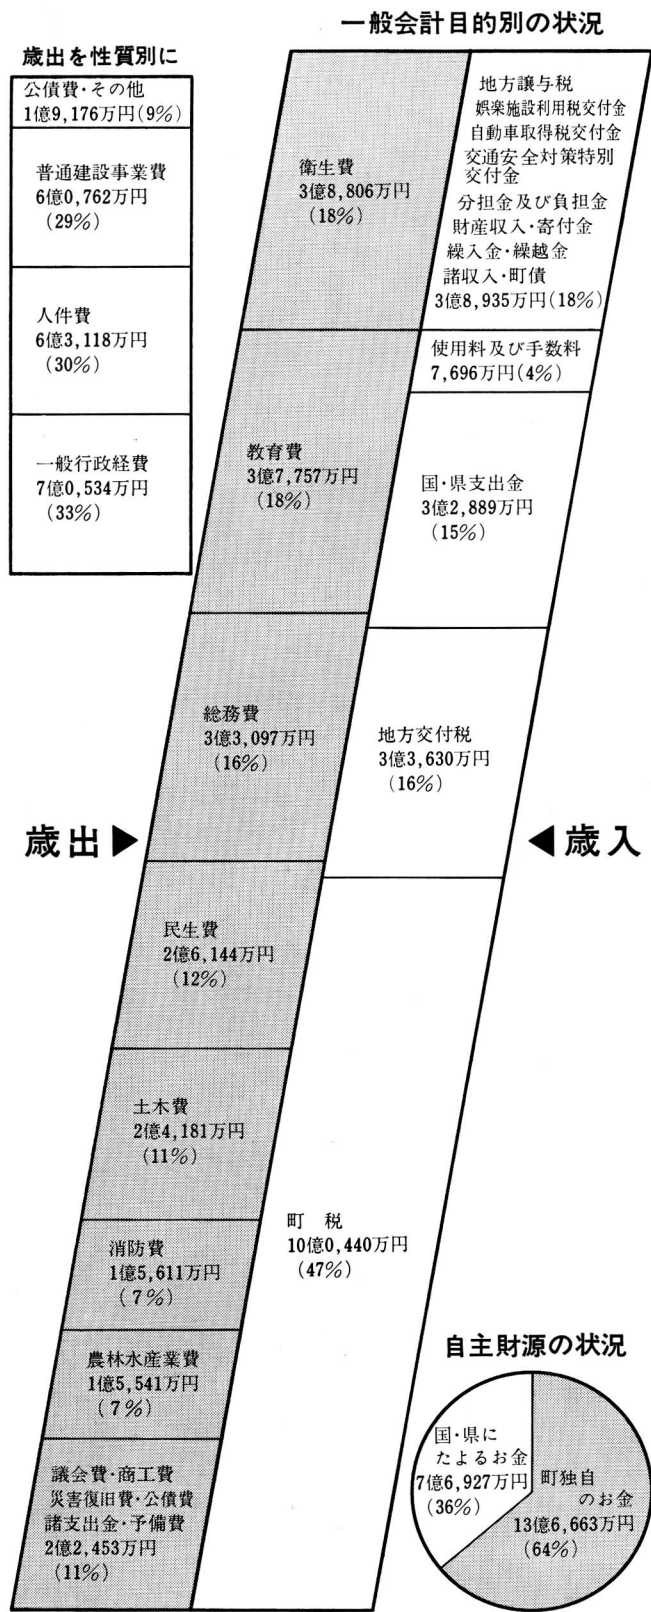 一般会計目的別の状況
歳出を性質別に
公債費・その他
1億9,176万円(9%)
普通建設事業費
6億0,762万円
(29%)
人件費
6億3,118万円
(30%)
一般行政経費
7億0,534万円
(33%)
歳出▶
衛生費
3億8,806万円
(18%)
教育費
3億7,757万円
(18%)
総務費
3億3,097万円
(16%)
民生費
2億6,144万円
(12%)
土木費
2億4,181万円
(11%)
消防費
1億5,611万円
(7%)
農林水産業費
1億5,541万円
(7%)
議会費・商工費
災害復旧費・公債費
諸支出金・予備費
2億2,453万円
(11%)
◀歳入
地方譲与税
娯楽施設利用税交付金
自動車取得税交付金
交通安全対策特別
交付金
分担金及び負担金
財産収入・寄付金
繰入金・繰越金
諸収入・町債
3億8,935万円(18%)
使用料及び手数料
7,696万円(4%)
国・県支出金
3億2,889万円
(15%)
地方交付税
3億3,630万円
(16%)
町 税
10億0,440万円
(47%)
自主財源の状況
国・県に
たよるお金
7億6,927万円
(36%)
町独自
のお金
13億6,663万円
(64%)